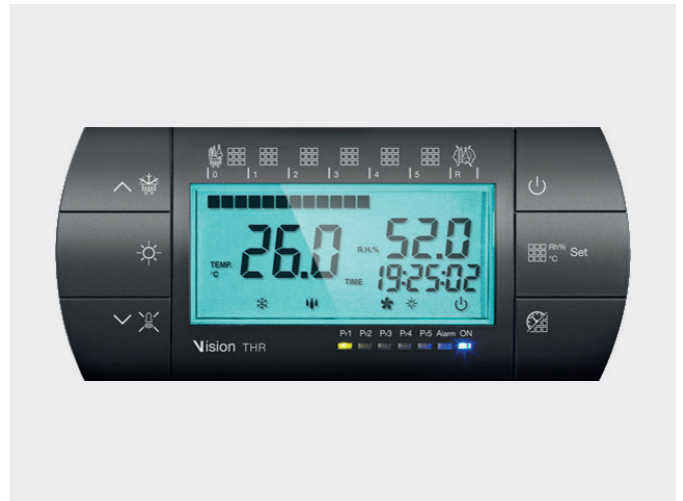 0 1 2 3 4 5 R
26.0
TEMP.
°C
R.H.%
52.0
TIME
19:25:02
Rh%
°C
Set
Pr1 Pr2 Pr3 Pr4 Pr5 Alarm ON
Vision THR